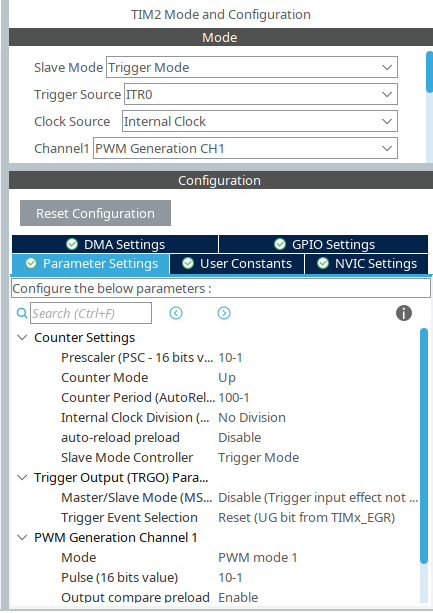 TIM2 Mode and Configuration
Mode
Slave Mode Trigger Mode
Trigger Source ITR0
Clock Source Internal Clock
Channel1 PWM Generation CH1
Configuration
Reset Configuration
DMA Settings GPIO Settings
Parameter Settings User Constants NVIC Settings
Configure the below parameters :
Search (Ctrl+F)
Counter Settings
Prescaler (PSC - 16 bits v... 10-1
Counter Mode Up
Counter Period (AutoRel... 100-1
Internal Clock Division (... No Division
auto-reload preload Disable
Slave Mode Controller Trigger Mode
Trigger Output (TRGO) Para...
Master/Slave Mode (MS... Disable (Trigger input effect not ...
Trigger Event Selection Reset (UG bit from TIMx_EGR)
PWM Generation Channel 1
Mode PWM mode 1
Pulse (16 bits value) 10-1
Output compare preload Enable